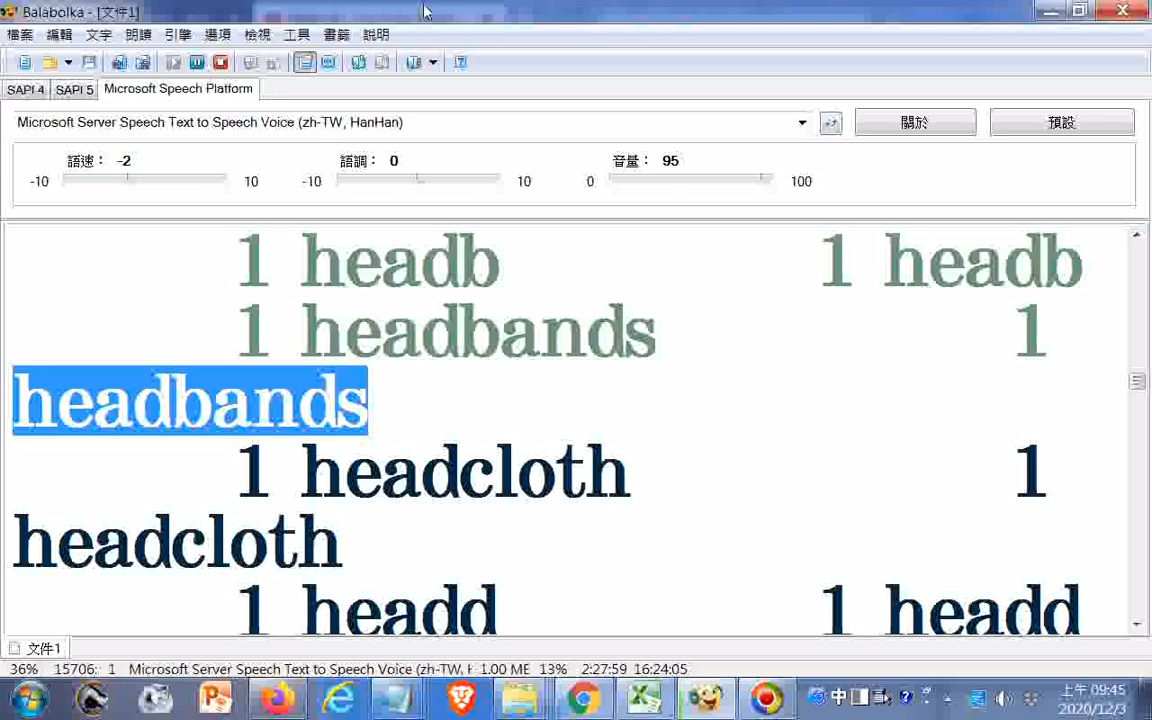 Balabolka - [文件1]
檔案 編輯 文字 朗讀 引擎 選項 檢視 工具 書籤 說明
SAPI 4 SAPI 5 Microsoft Speech Platform
Microsoft Server Speech Text to Speech Voice (zh-TW, HanHan) 關於 預設
語速： -2 語調： 0 音量： 95
-10 10 -10 10 0 100
1 headb 1 headb
1 headbands 1
headbands
1 headcloth 1
headcloth
1 headd 1 headd
文件1
36% 15706: 1 Microsoft Server Speech Text to Speech Voice (zh-TW, 1.00 ME 13% 2:27:59 16:24:05
中 上午 09:45
2020/12/3